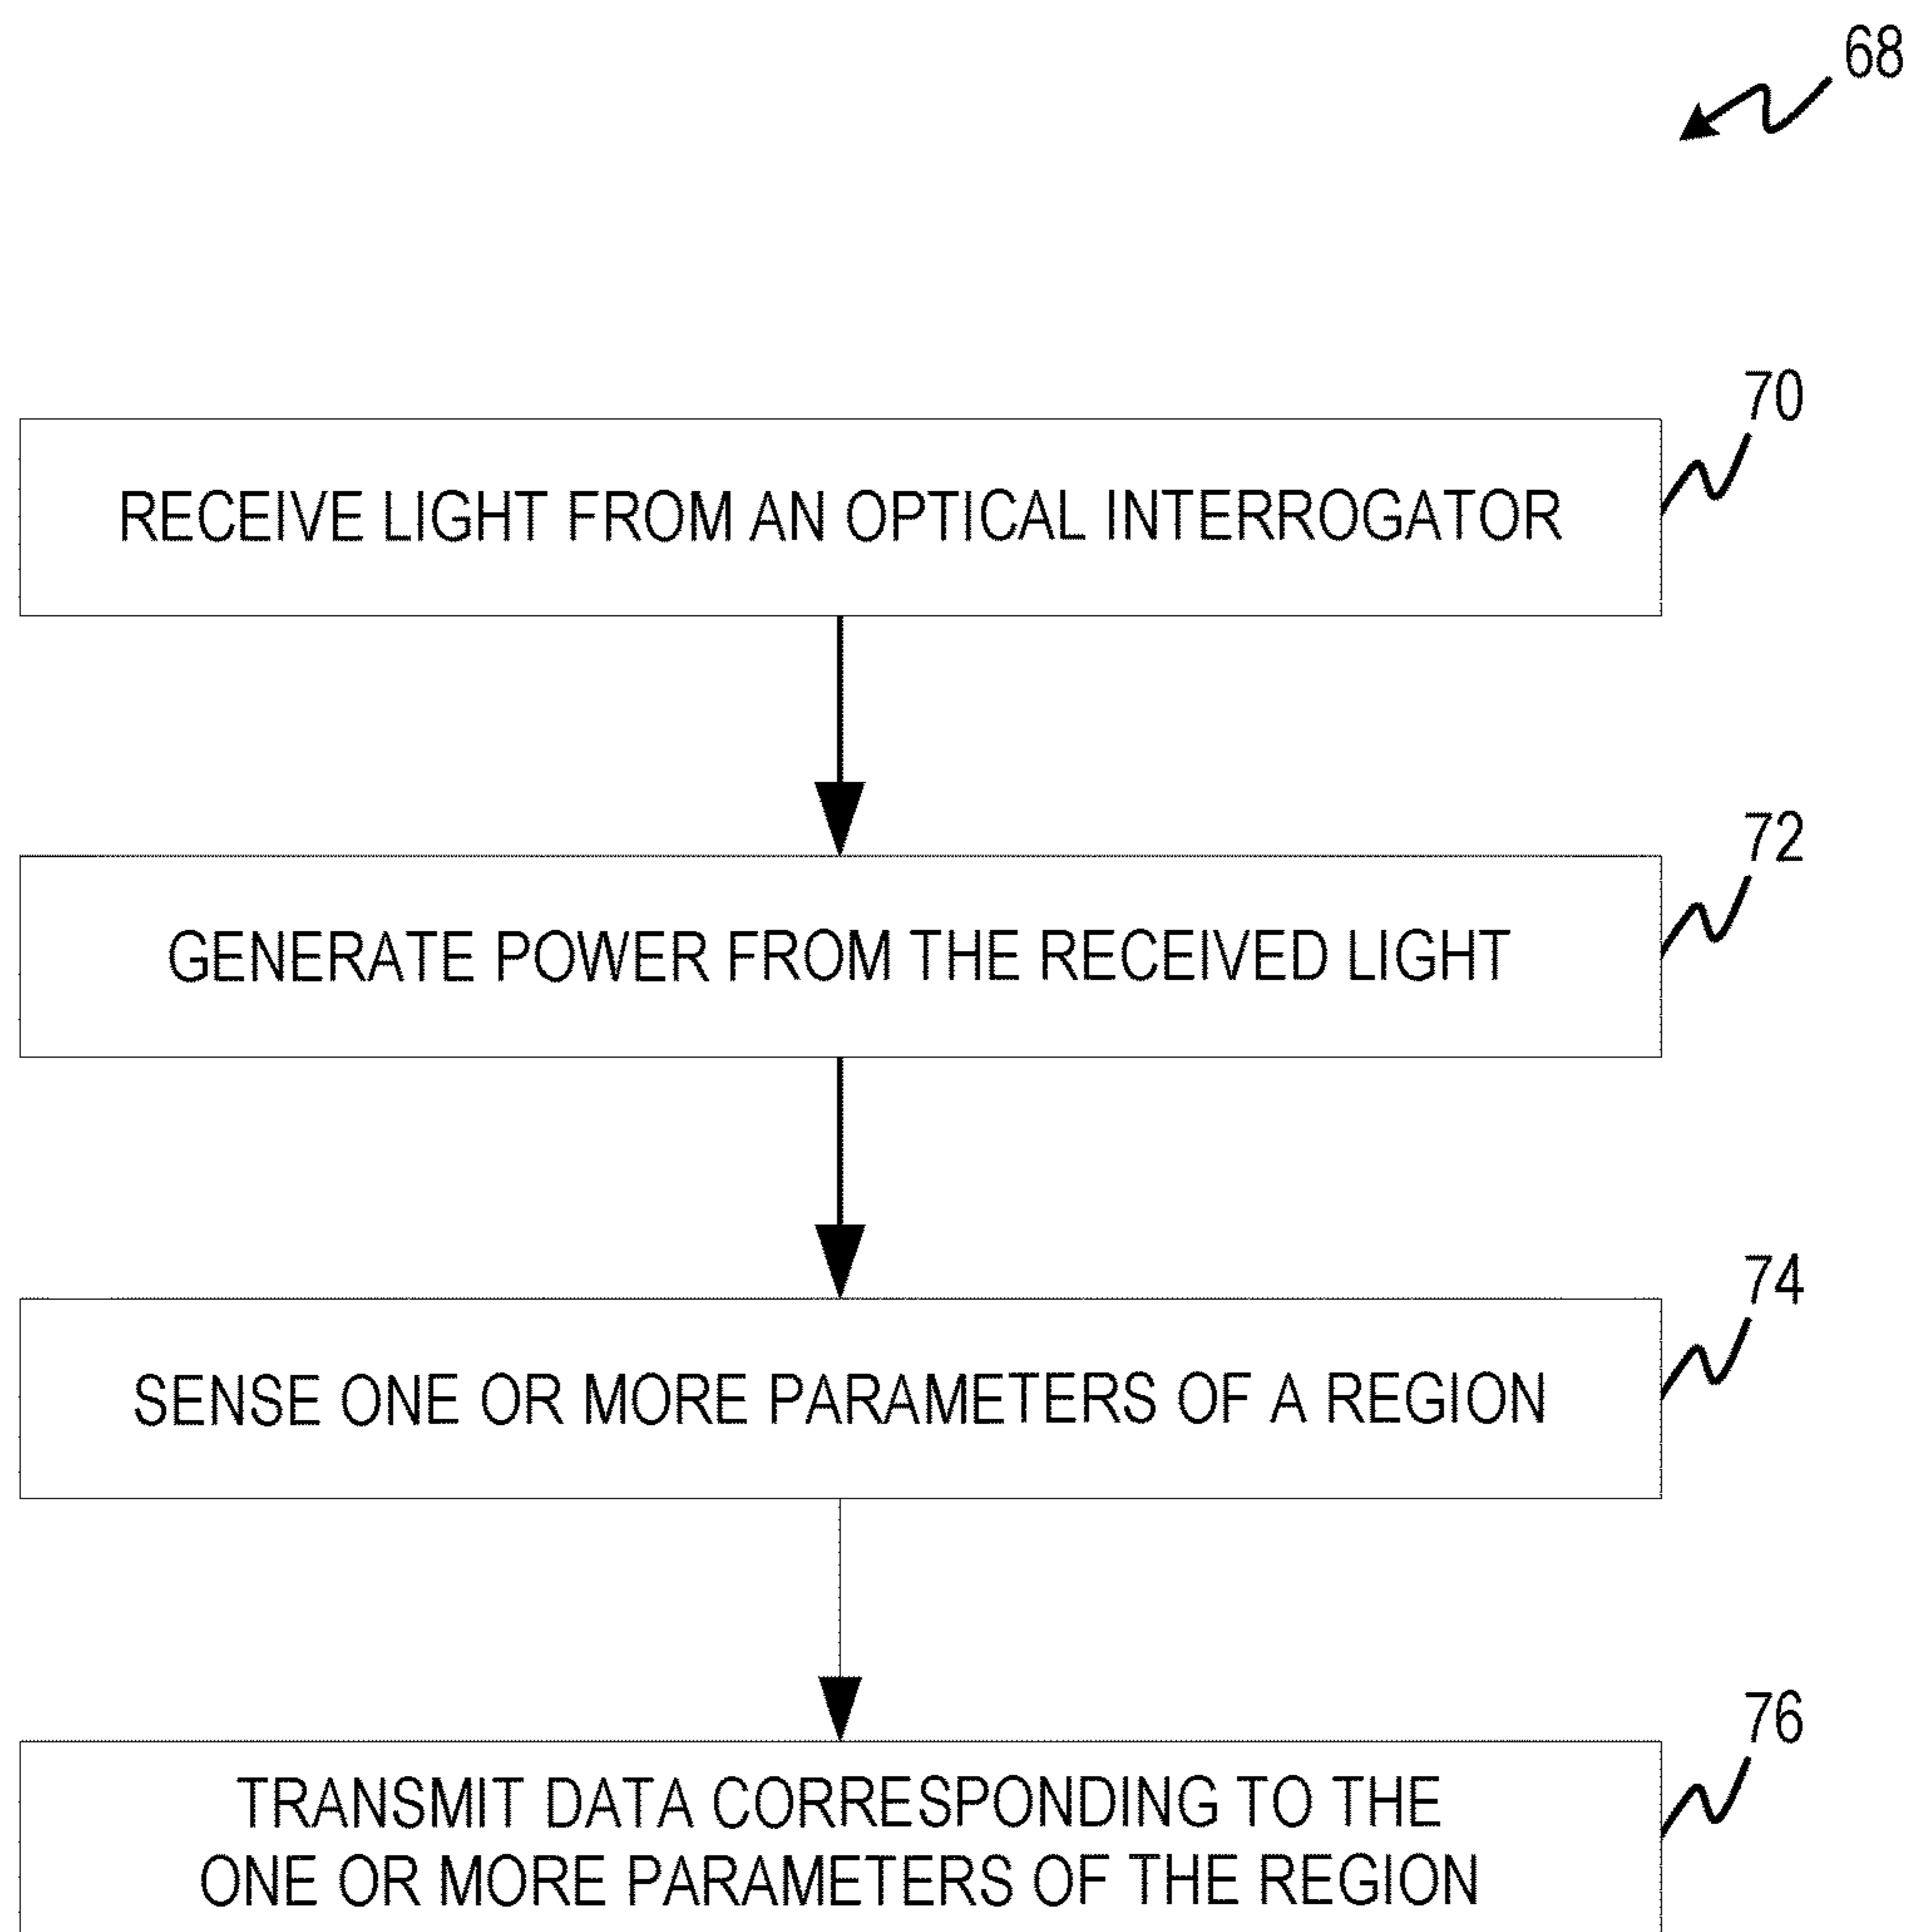 68
70
RECEIVE LIGHT FROM AN OPTICAL INTERROGATOR
72
GENERATE POWER FROM THE RECEIVED LIGHT
74
SENSE ONE OR MORE PARAMETERS OF A REGION
76
TRANSMIT DATA CORRESPONDING TO THE
ONE OR MORE PARAMETERS OF THE REGION